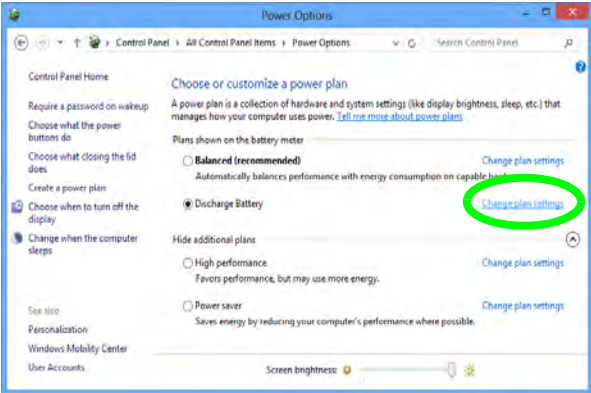 Power Options
Control Panel › All Control Panel Items › Power Options
Search Control Panel
Control Panel Home
Require a password on wakeup
Choose what the power
buttons do
Choose what closing the lid
does
Create a power plan
Choose when to turn off the
display
Change when the computer
sleeps
See also
Personalization
Windows Mobility Center
User Accounts
Choose or customize a power plan
A power plan is a collection of hardware and system settings (like display brightness, sleep, etc.) that
manages how your computer uses power. Tell me more about power plans
Plans shown on the battery meter
Balanced (recommended) Change plan settings
Automatically balances performance with energy consumption on capable
Discharge Battery Change plan settings
Hide additional plans
High performance Change plan settings
Favors performance, but may use more energy.
Power saver Change plan settings
Saves energy by reducing your computer's performance where possible.
Screen brightness: